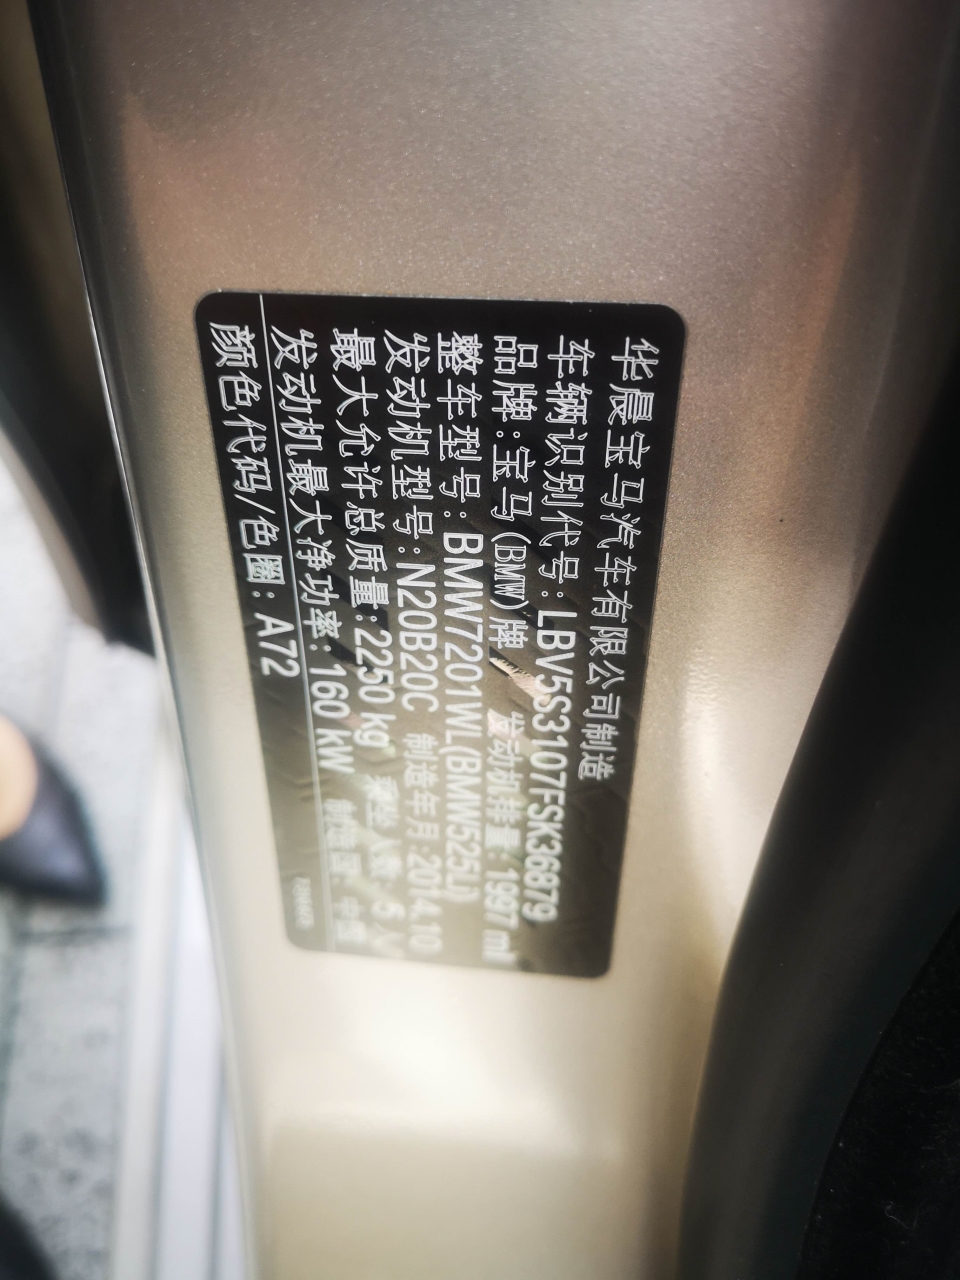 华晨宝马汽车有限公司制造
车辆识别代号:LBV5S3107FSK36879
品牌:宝马(BMW)牌 发动机排量:1997 ml
整车型号:BMW7201WL(BMW525Li)
发动机型号:N20B20C 制造年月:2014.10
最大允许总质量:2250 kg 乘坐人数:5人
发动机最大净功率:160 kW 制造国:中国
颜色代码/色圈:A72